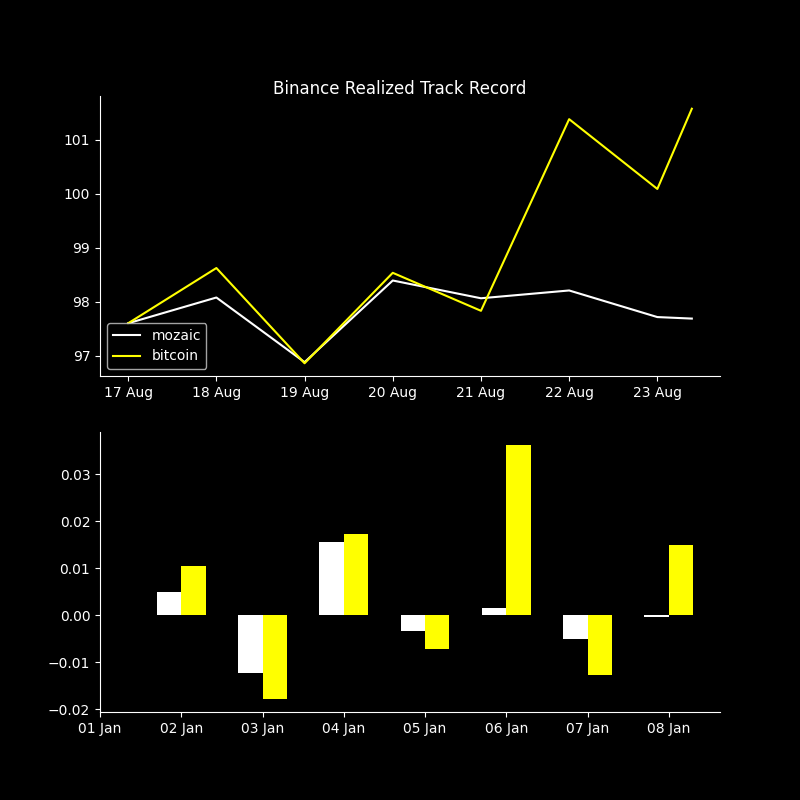 Binance Realized Track Record
101
100
99
98
97
mozaic
bitcoin
17 Aug 18 Aug 19 Aug 20 Aug 21 Aug 22 Aug 23 Aug
0.03
0.02
0.01
0.00
−0.01
−0.02
01 Jan 02 Jan 03 Jan 04 Jan 05 Jan 06 Jan 07 Jan 08 Jan